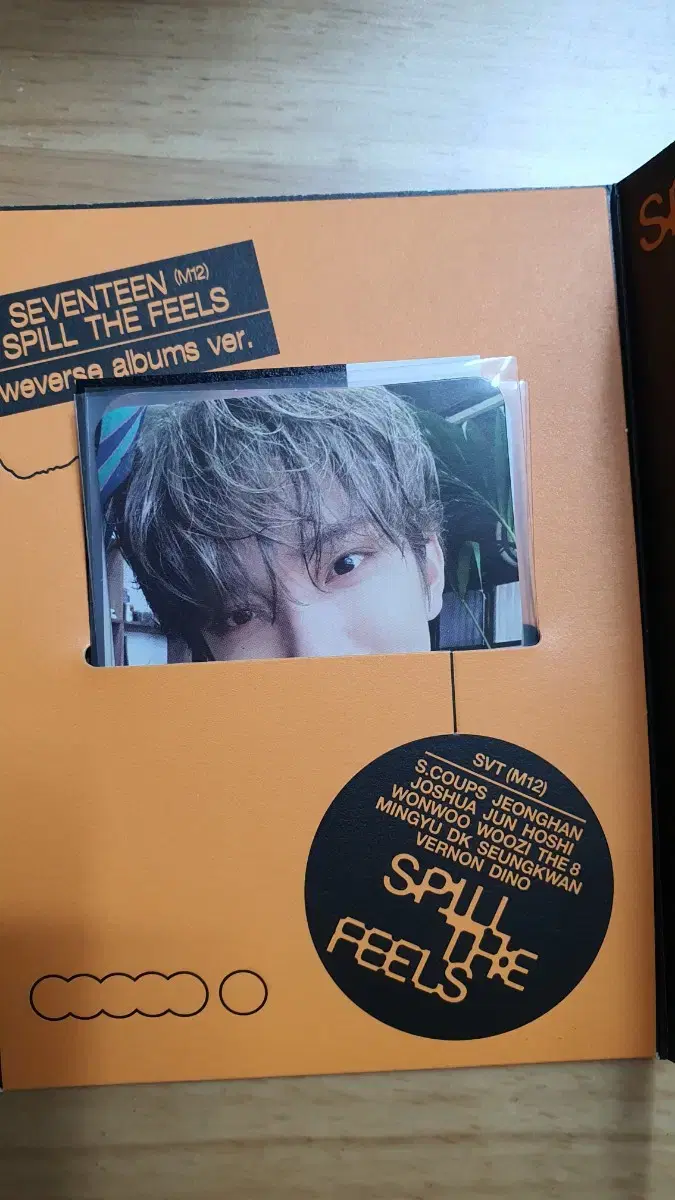 SEVENTEEN (M12)
SPILL THE FEELS
weverse albums ver.
SVT (M12)
S.COUPS JEONGHAN
JOSHUA JUN HOSHI
WONWOO WOOZI THE 8
MINGYU DK SEUNGKWAN
VERNON DINO
SPILL
THE
FEELS